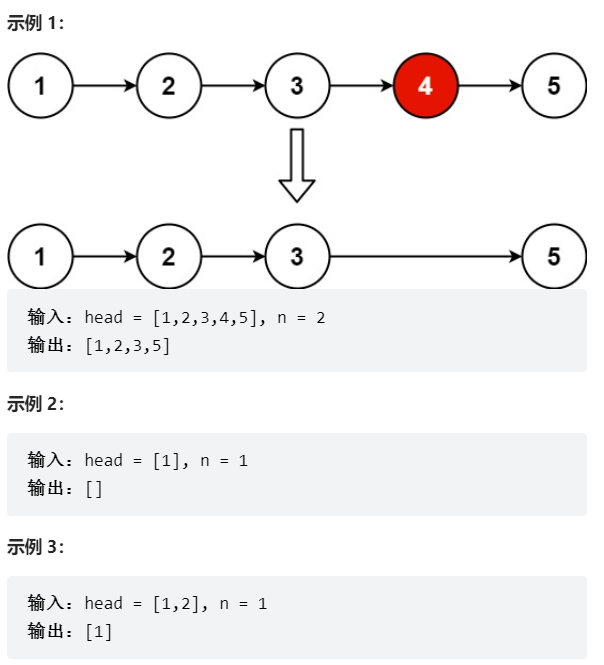 示例 1：
1 2 3 4 5
1 2 3 5
输入：head = [1,2,3,4,5], n = 2
输出：[1,2,3,5]
示例 2：
输入：head = [1], n = 1
输出：[]
示例 3：
输入：head = [1,2], n = 1
输出：[1]